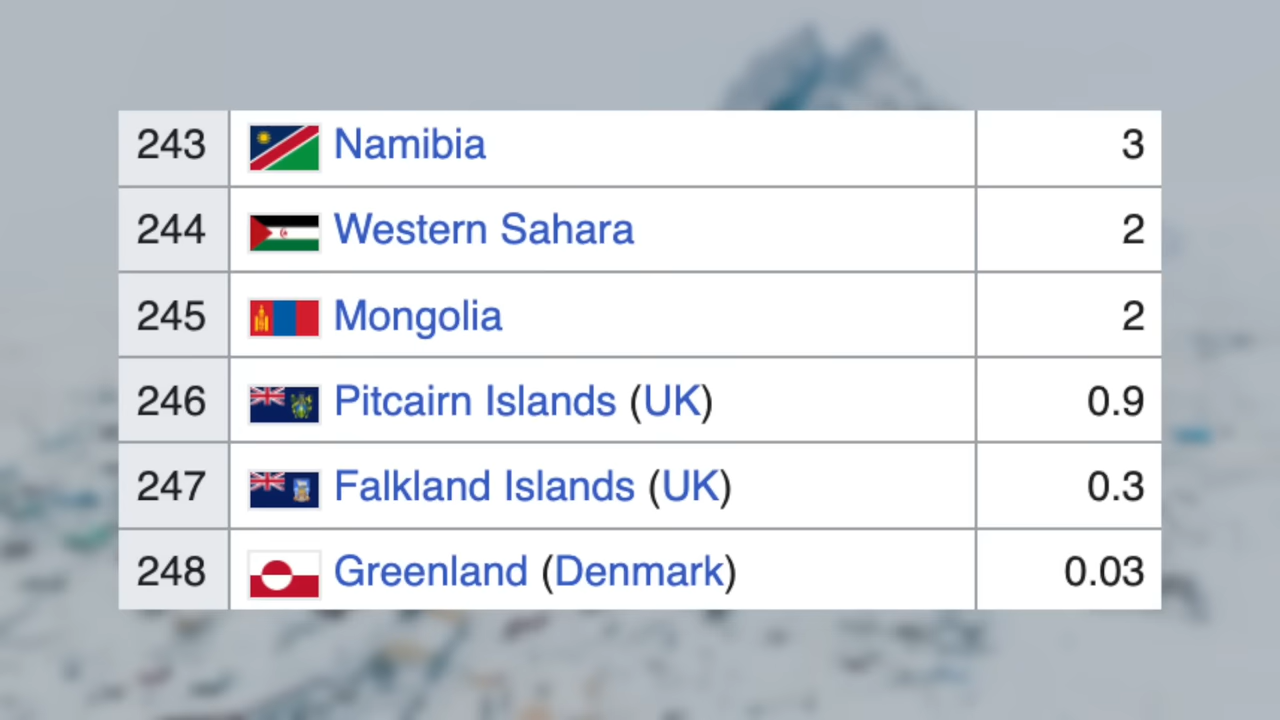 243 Namibia 3
244 Western Sahara 2
245 Mongolia 2
246 Pitcairn Islands (UK) 0.9
247 Falkland Islands (UK) 0.3
248 Greenland (Denmark) 0.03